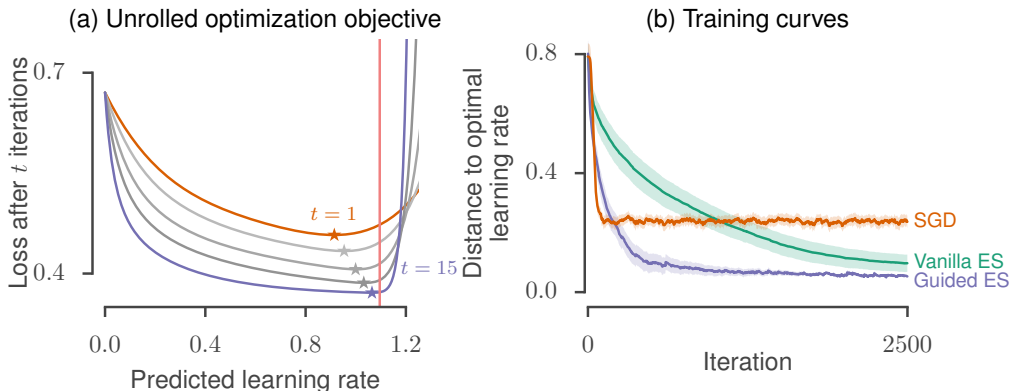 (a) Unrolled optimization objective
Loss after t iterations
0.7
0.4
t = 1
t = 15
0.0
0.4
0.8
1.2
Predicted learning rate
(b) Training curves
Distance to optimal
learning rate
0.8
0.4
0.0
SGD
Vanilla ES
Guided ES
0
2500
Iteration